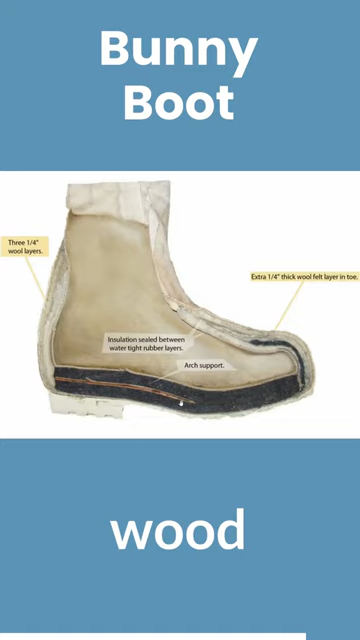 Bunny
Boot
Three 1/4"
wool layers.
Extra 1/4" thick wool felt layer in toe.
Insulation sealed between
water tight rubber layers.
Arch support.
wood